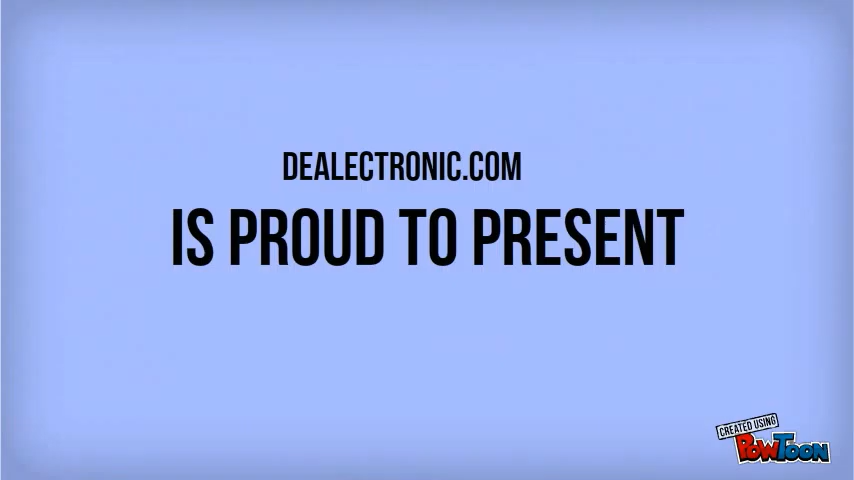 DEALECTRONIC.COM
IS PROUD TO PRESENT
CREATED USING
POWTOON